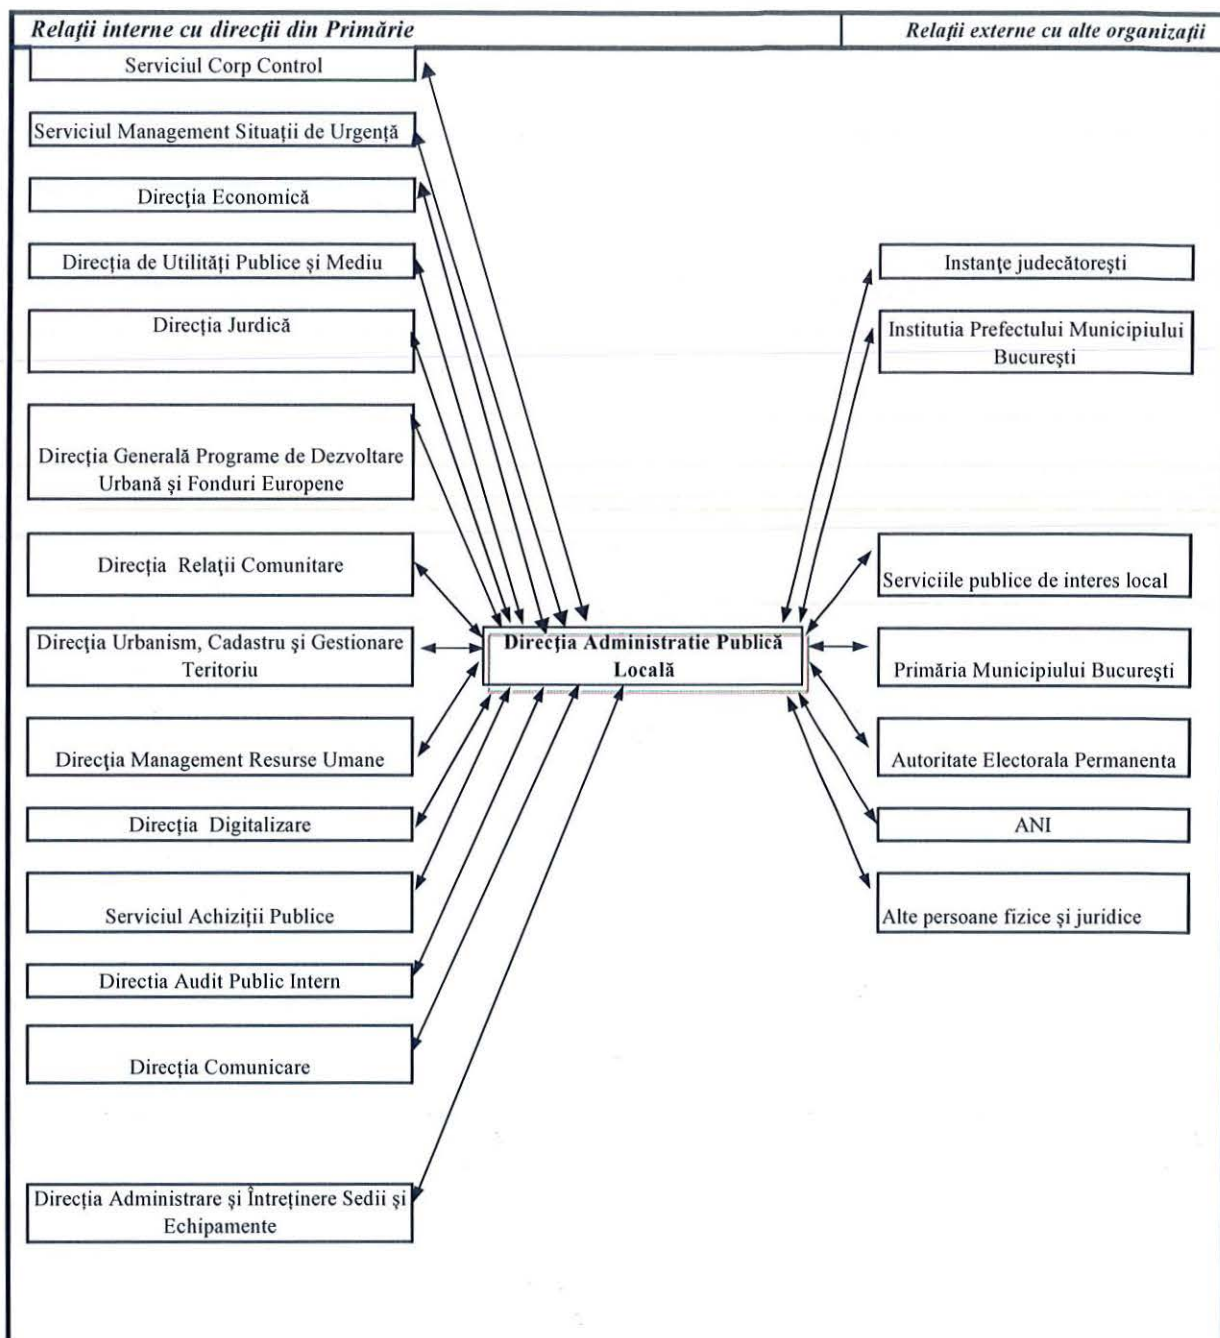 Relații interne cu direcții din Primărie
Relații externe cu alte organizații
Serviciul Corp Control
Serviciul Management Situații de Urgență
Direcția Economică
Direcția de Utilități Publice și Mediu
Direcția Jurdică
Direcția Generală Programe de Dezvoltare
Urbană și Fonduri Europene
Direcția Relații Comunitare
Direcția Urbanism, Cadastru și Gestionare
Teritoriu
Direcția Management Resurse Umane
Direcția Digitalizare
Serviciul Achiziții Publice
Directia Audit Public Intern
Direcția Comunicare
Direcția Administrare și Întreținere Sedii și
Echipamente
Direcția Administratie Publică
Locală
Instanțe judecătorești
Institutia Prefectului Municipiului
București
Serviciile publice de interes local
Primăria Municipiului București
Autoritate Electorala Permanenta
ANI
Alte persoane fizice și juridice